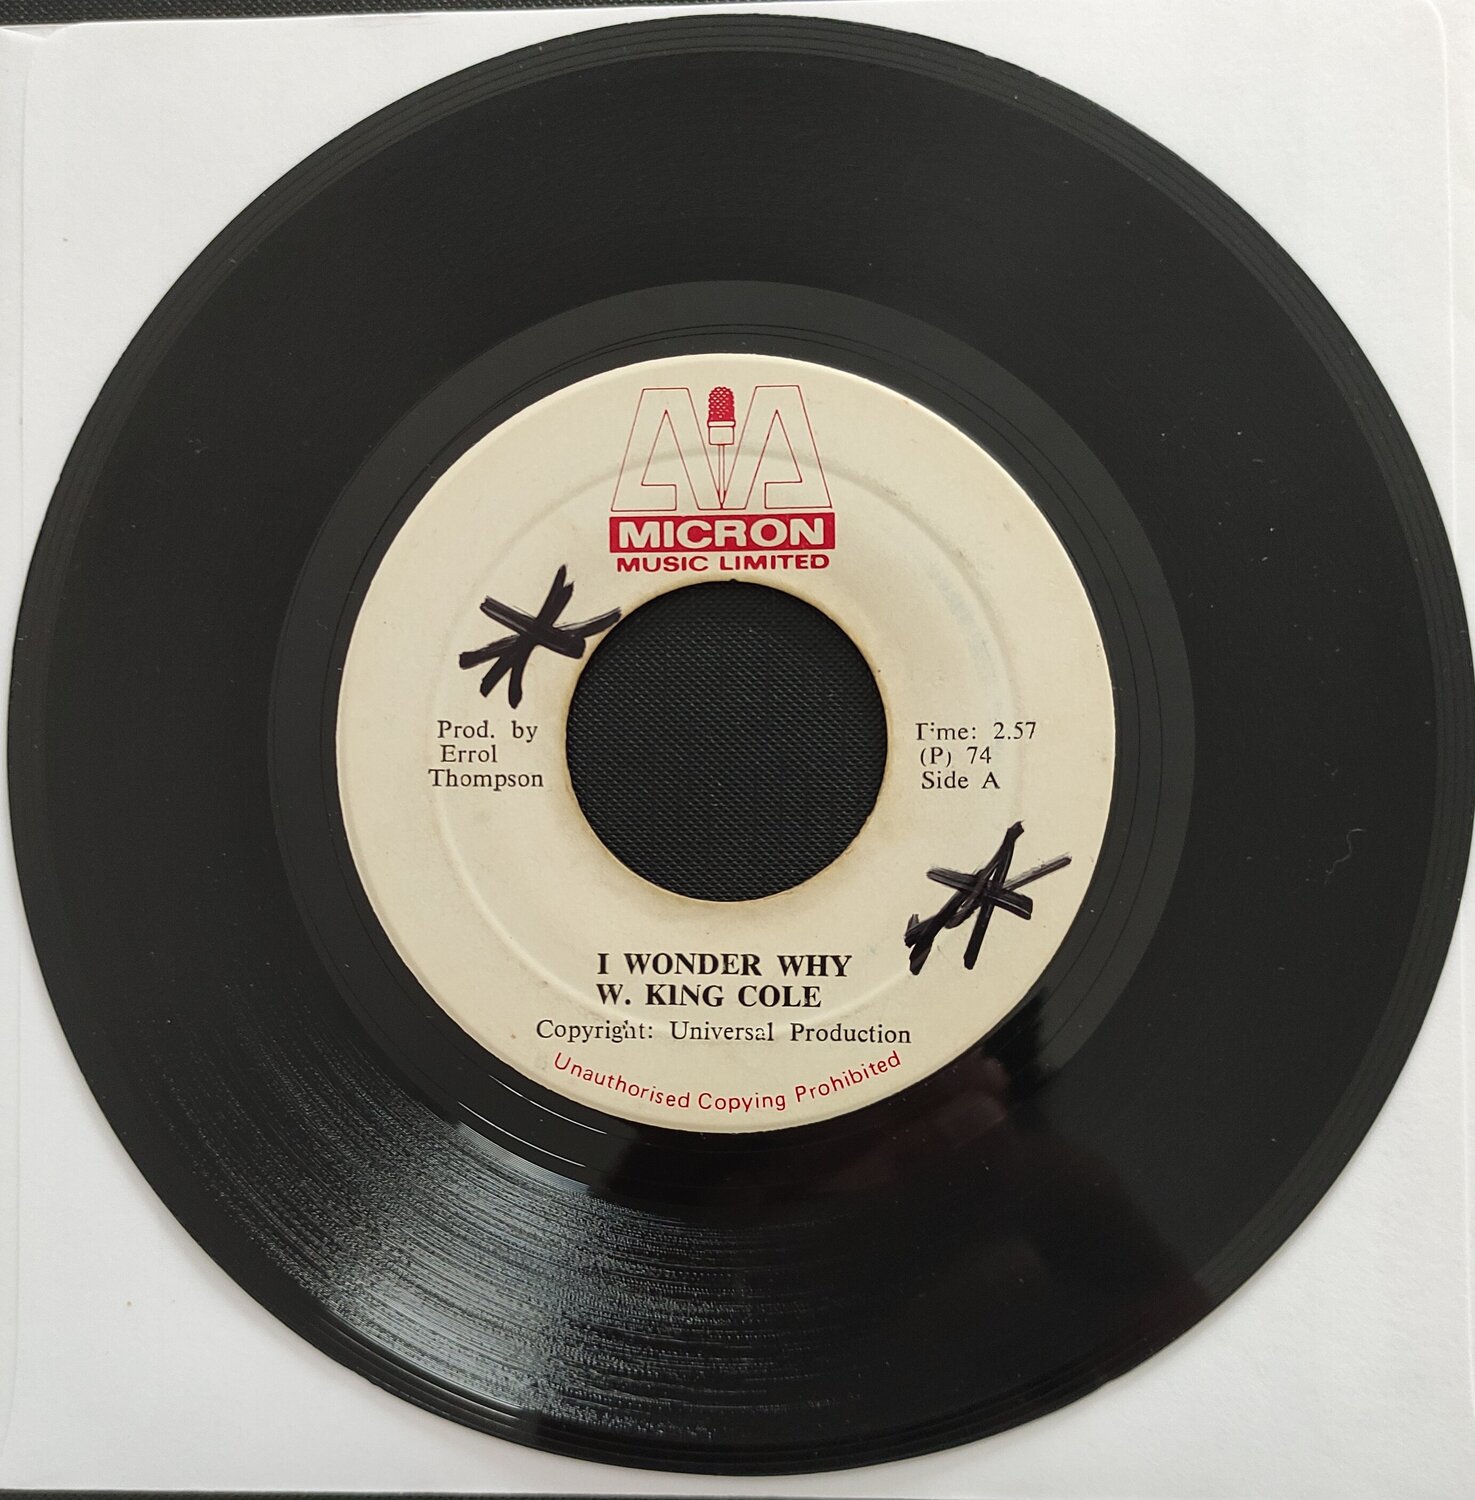 MICRON
MUSIC LIMITED
Prod. by
Errol
Thompson
Time: 2.57
(P) 74
Side A
I WONDER WHY
W. KING COLE
Copyright: Universal Production
Unauthorised Copying Prohibited